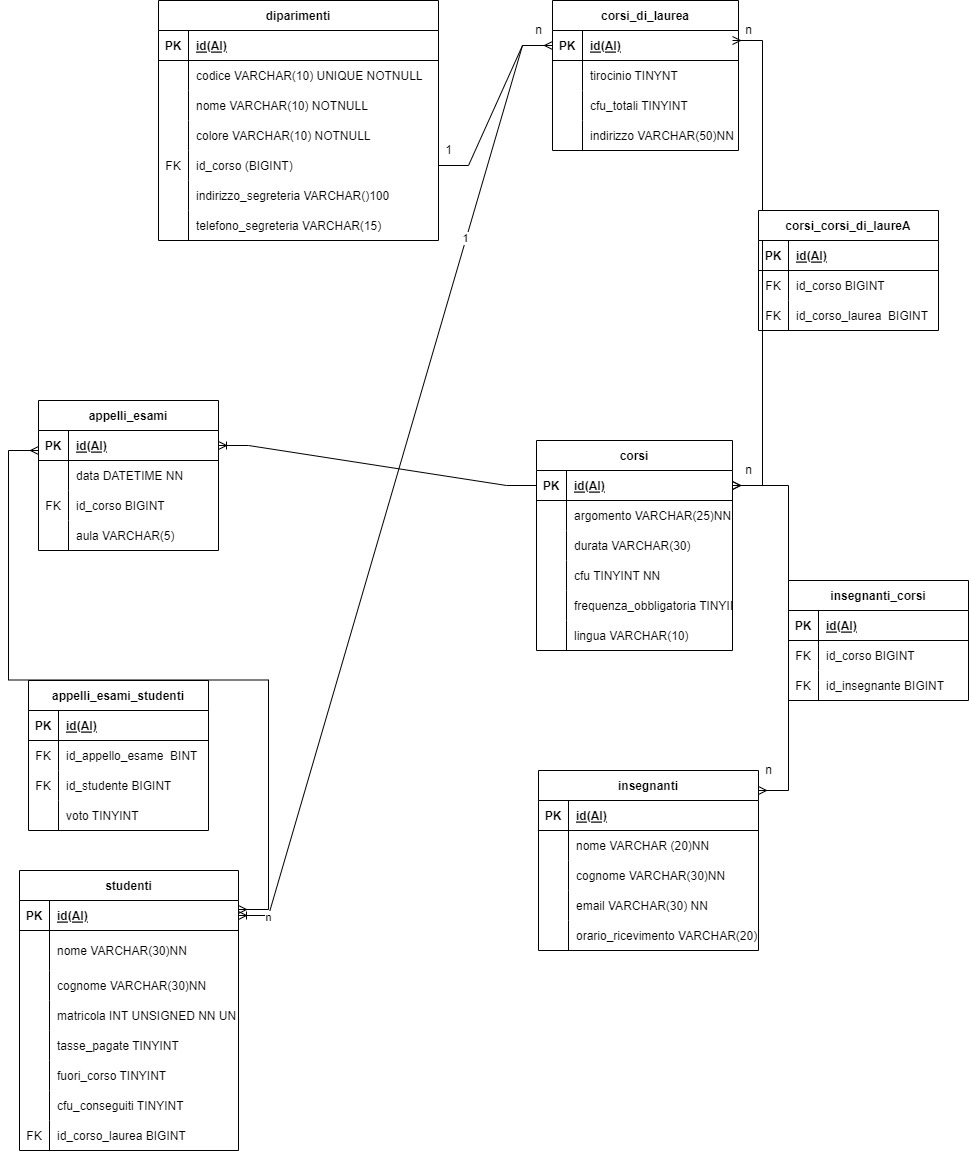 diparimenti
PK id(AI)
codice VARCHAR(10) UNIQUE NOTNULL
nome VARCHAR(10) NOTNULL
colore VARCHAR(10) NOTNULL
FK id_corso (BIGINT)
indirizzo_segreteria VARCHAR()100
telefono_segreteria VARCHAR(15)
1
n
corsi_di_laurea
PK id(AI)
tirocinio TINYNT
cfu_totali TINYINT
indirizzo VARCHAR(50)NN
n
1
corsi_corsi_di_laureA
PK id(AI)
FK id_corso BIGINT
FK id_corso_laurea BIGINT
appelli_esami
PK id(AI)
data DATETIME NN
FK id_corso BIGINT
aula VARCHAR(5)
corsi
PK id(AI)
argomento VARCHAR(25)NN
durata VARCHAR(30)
cfu TINYINT NN
frequenza_obbligatoria TINYI
lingua VARCHAR(10)
n
insegnanti_corsi
PK id(AI)
FK id_corso BIGINT
FK id_insegnante BIGINT
appelli_esami_studenti
PK id(AI)
FK id_appello_esame BINT
FK id_studente BIGINT
voto TINYINT
insegnanti
PK id(AI)
nome VARCHAR (20)NN
cognome VARCHAR(30)NN
email VARCHAR(30) NN
orario_ricevimento VARCHAR(20)
n
studenti
PK id(AI)
nome VARCHAR(30)NN
cognome VARCHAR(30)NN
matricola INT UNSIGNED NN UN
tasse_pagate TINYINT
fuori_corso TINYINT
cfu_conseguiti TINYINT
FK id_corso_laurea BIGINT
n